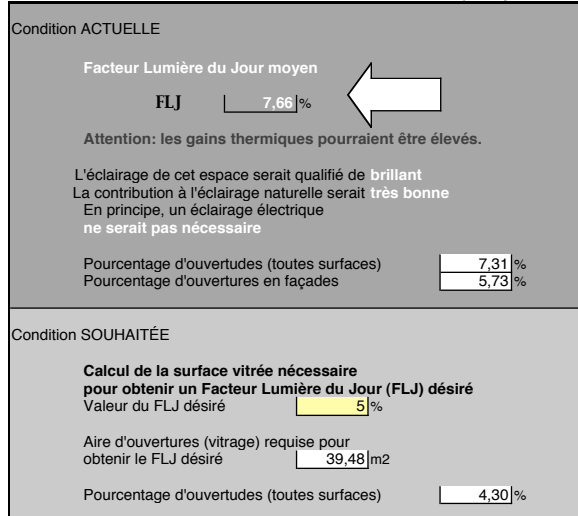 Condition ACTUELLE
Facteur Lumière du Jour moyen
FLJ 7,66 %
Attention: les gains thermiques pourraient être élevés.
L'éclairage de cet espace serait qualifié de brillant
La contribution à l'éclairage naturelle serait très bonne
En principe, un éclairage électrique
ne serait pas nécessaire
Pourcentage d'ouvertudes (toutes surfaces) 7,31 %
Pourcentage d'ouvertures en façades 5,73 %
Condition SOUHAITÉE
Calcul de la surface vitrée nécessaire
pour obtenir un Facteur Lumière du Jour (FLJ) désiré
Valeur du FLJ désiré 5 %
Aire d'ouvertures (vitrage) requise pour
obtenir le FLJ désiré 39,48 m2
Pourcentage d'ouvertudes (toutes surfaces) 4,30 %